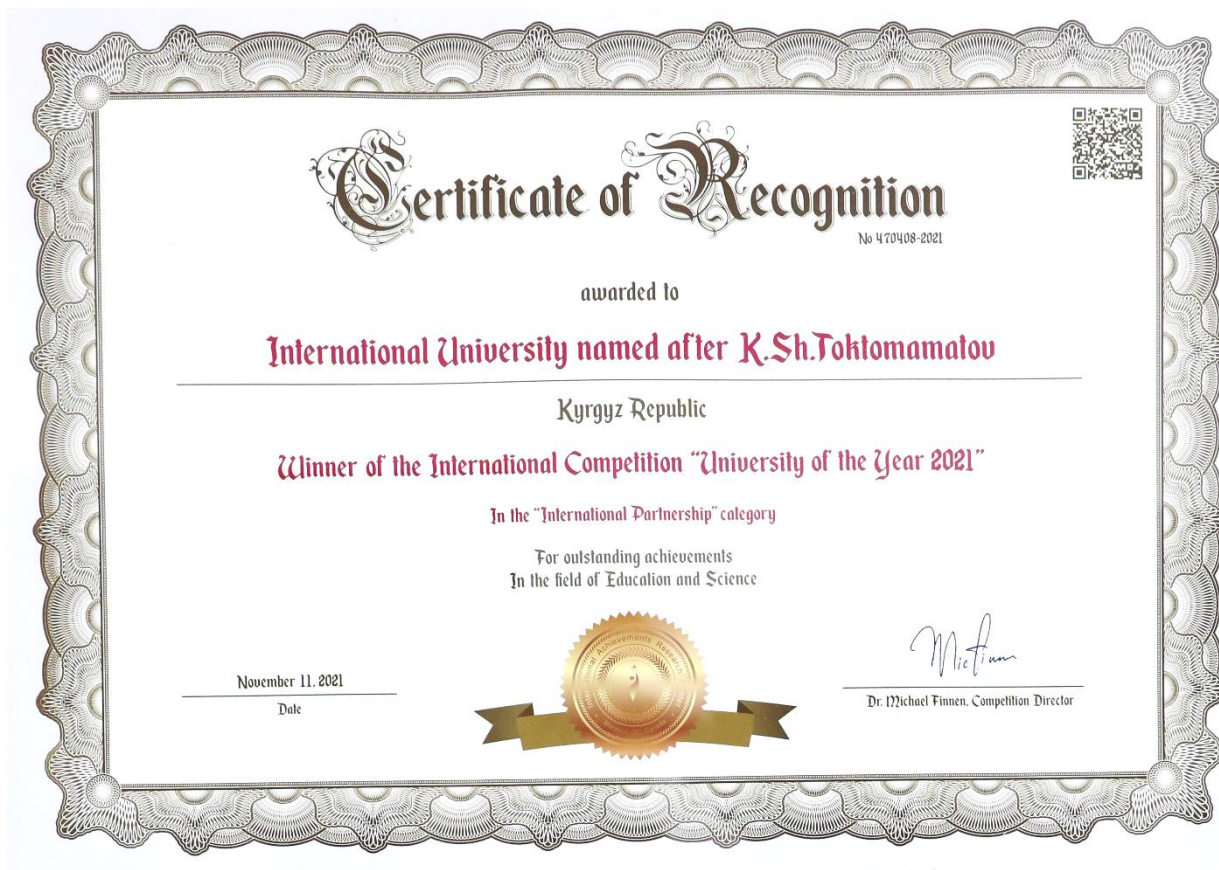 Certificate of Recognition
No 470408-2021
awarded to
International University named after K.Sh.Toktomamatov
Kyrgyz Republic
Winner of the International Competition "University of the Year 2021"
In the "International Partnership" category
For outstanding achievements
In the field of Education and Science
November 11, 2021
Date
Achievements Research
Dr. Michael Finnen, Competition Director